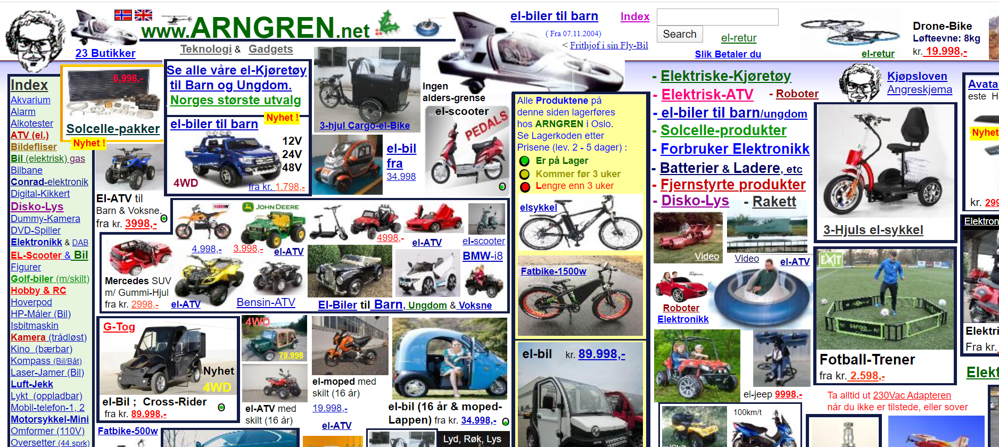 www.ARNGREN.net
23 Butikker
Teknologi & Gadgets
el-biler til barn
( Fra 07.11.2004)
< Frithjof i sin Fly-Bil
Index
Search
el-retur
Slik Betaler du
el-retur
Drone-Bike
Løfteevne: 8kg
kr. 19.998,-
Index
Akvarium
Alarm
Alkotester
ATV (el.)
Bildefliser
Bil (elektrisk) gas
Bilbane
Conrad-elektronik
Digital-Kikkert
Disko-Lys
Dummy-Kamera
DVD-Spiller
Elektronikk & DAB
EL-Scooter & Bil
Figurer
Golf-biler (m/skilt)
Hobby & RC
Hoverpod
HP-Måler (Bil)
Isbitmaskin
Kamera (trådløst)
Kino (bærbar)
Kompass (Bil/Båt)
Laser-Jamer (Bil)
Luft-Jekk
Lykt (oppladbar)
Mobil-telefon-1, 2
Motorsykkel-Mini
Omformer (110V)
Oversetter (44 sprk)
6.998,-
Solcelle-pakker
Nyhet !
El-ATV til
Barn & Voksne.
fra kr. 3998,-
Se alle våre el-Kjøretøy
til Barn og Ungdom.
Norges største utvalg
Nyhet !
el-biler til barn
12V
24V
48V
4WD
fra kr. 1.798,-
3-hjul Cargo-el-Bike
el-bil
fra
34.998
Ingen
alders-grense
el-scooter
PEDALS
1000W
JOHN DEERE
4.998,-
3.998,-
el-ATV
4998,-
el-ATV
el-scooter
BMW-i8
Mercedes SUV
m/ Gummi-Hjul
fra kr. 2998,-
el-ATV
Bensin-ATV
El-Biler til Barn, Ungdom & Voksne
G-Tog
Nyhet
4WD
el-Bil ; Cross-Rider
fra kr. 89.998,-
Fatbike-500w
4WD
79.998
el-ATV med
skilt (16 år)
el-moped med
skilt (16 år)
19.998,-
el-ATV
el-bil (16 år & moped-
Lappen) fra kr. 34.998,-
Lyd, Røk, Lys
Alle Produktene på
denne siden lagerføres
hos ARNGREN i Oslo.
Se Lagerkoden etter
Prisene (lev. 2 - 5 dager) :
Er på Lager
Kommer før 3 uker
Lengre enn 3 uker
elsykkel
Fatbike-1500w
el-bil kr. 89.998,-
- Elektriske-Kjøretøy
- Elektrisk-ATV - Roboter
- el-biler til barn/ungdom
- Solcelle-produkter
- Forbruker Elektronikk
- Batterier & Ladere, etc
- Fjernstyrte produkter
- Disko-Lys - Rakett
Video
Video
el-ATV
Roboter
Elektronikk
el-jeep 9998,-
100km/t
m/Skilt
Kjøpsloven
Angreskjema
3-Hjuls el-sykkel
EXIT
RAPIDO
Fotball-Trener
fra kr. 2.598,-
Ta alltid ut 230Vac Adapteren
når du ikke er tilstede, eller sover
Avata
este
Nyhet
kr. 299
Elektron
Elektri
Fra kr.
Elekt